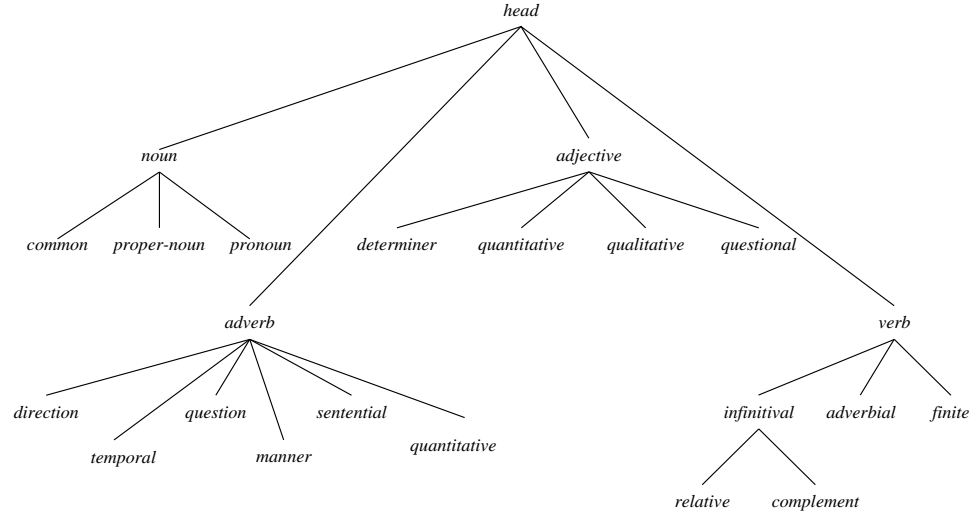 head
noun
adjective
common proper-noun pronoun
determiner quantitative qualitative questional
adverb
verb
direction question sentential
infinitival adverbial finite
temporal manner quantitative
relative complement